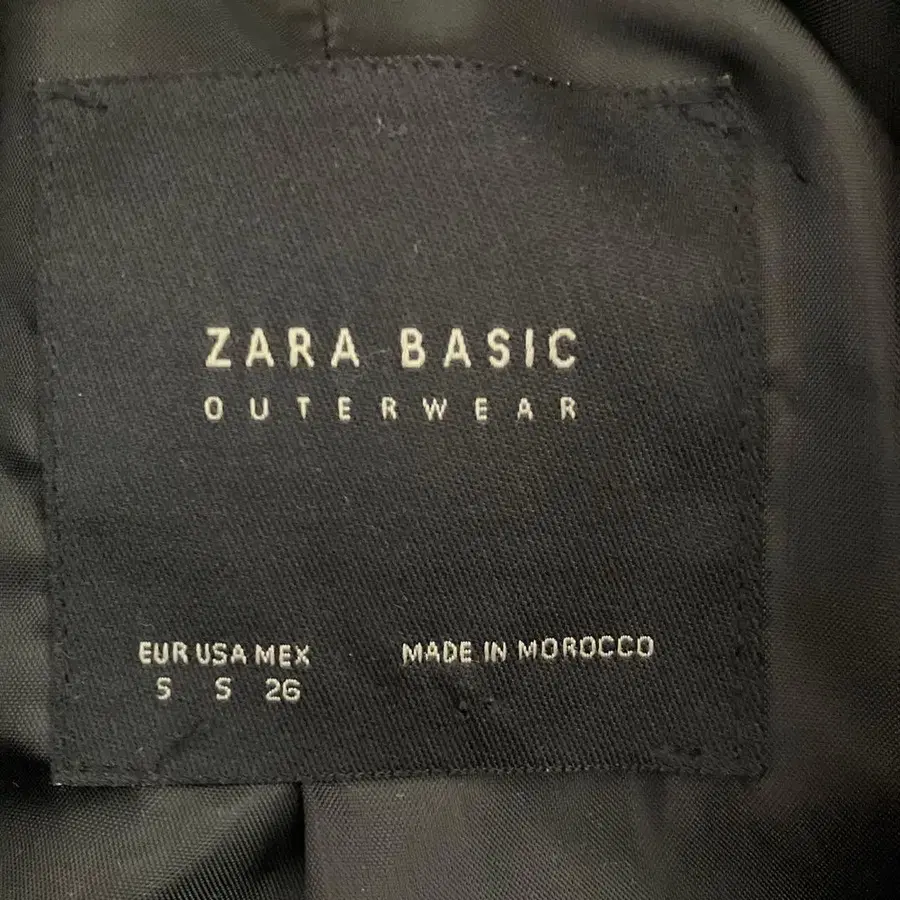 ZARA BASIC
OUTERWEAR
EUR USA MEX
S S 26
MADE IN MOROCCO